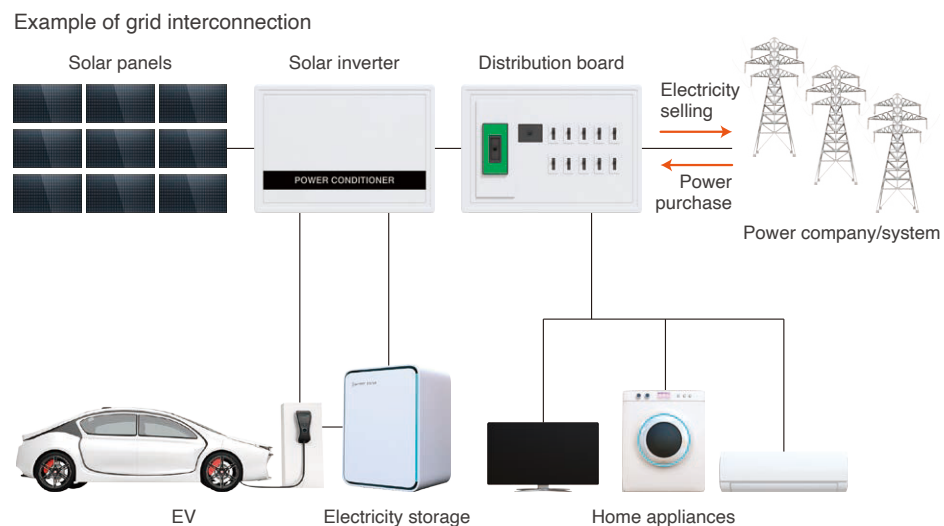 Example of grid interconnection
Solar panels
Solar inverter
Distribution board
Electricity
selling
POWER CONDITIONER
Power
purchase
Power company/system
EV
Electricity storage
Home appliances